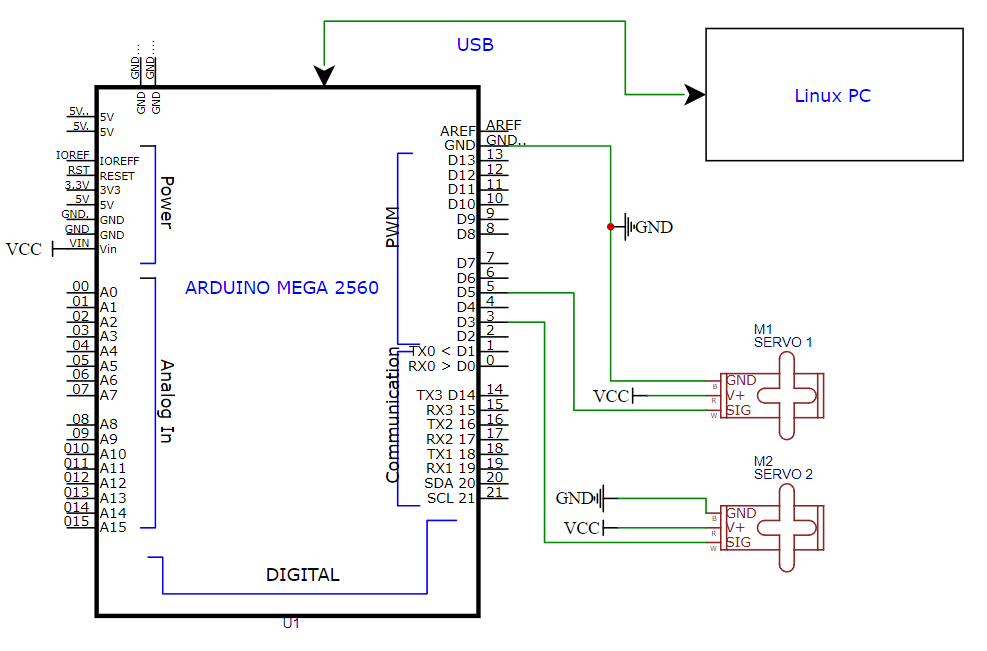 USB
Linux PC
GND...
GND....
GND
GND
5V..
5V
5V.
5V
IOREF
IOREFF
RST
RESET
3.3V
3V3
5V
5V
GND.
GND
GND
GND
VCC
VIN
Vin
Power
00
A0
01
A1
02
A2
03
A3
04
A4
05
A5
06
A6
07
A7
08
A8
09
A9
010
A10
011
A11
012
A12
013
A13
014
A14
015
A15
Analog In
ARDUINO MEGA 2560
PWM
Communication
DIGITAL
U1
AREF
AREF
GND
GND..
D13
13
D12
12
D11
11
D10
10
D9
9
D8
8
D7
7
D6
6
D5
5
D4
4
D3
3
D2
2
TX0 < D1
1
RX0 > D0
0
TX3 D14
14
RX3 15
15
TX2 16
16
RX2 17
17
TX1 18
18
RX1 19
19
SDA 20
20
SCL 21
21
GND
M1
SERVO 1
B
GND
VCC
R
V+
W
SIG
M2
SERVO 2
GND
B
GND
VCC
R
V+
W
SIG